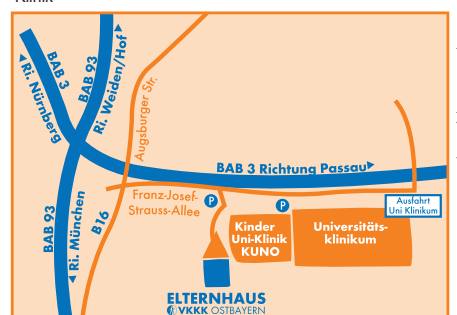 BAB 3
Ri. Nürnberg
BAB 93
Ri. Weiden/Hof
Augsburger Str.
BAB 3 Richtung Passau
Franz-Josef-
Strauss-Allee
P
P
Ausfahrt
Uni Klinikum
BAB 93
Ri. München
B16
Kinder
Uni-Klinik
KUNO
Universitäts-
klinikum
ELTERNHAUS
VKKK OSTBAYERN